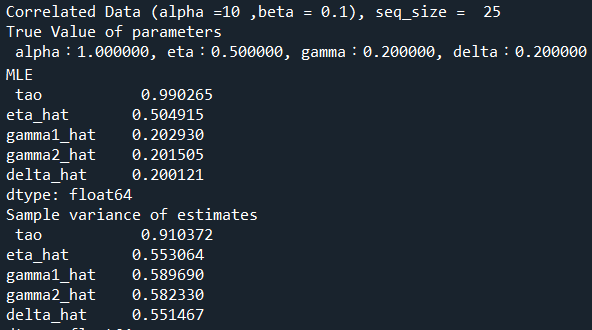 Correlated Data (alpha =10 ,beta = 0.1), seq_size =  25
True Value of parameters
 alpha：1.000000, eta：0.500000, gamma：0.200000, delta：0.200000
MLE
 tao          0.990265
eta_hat       0.504915
gamma1_hat    0.202930
gamma2_hat    0.201505
delta_hat     0.200121
dtype: float64
Sample variance of estimates
 tao          0.910372
eta_hat       0.553064
gamma1_hat    0.589690
gamma2_hat    0.582330
delta_hat     0.551467